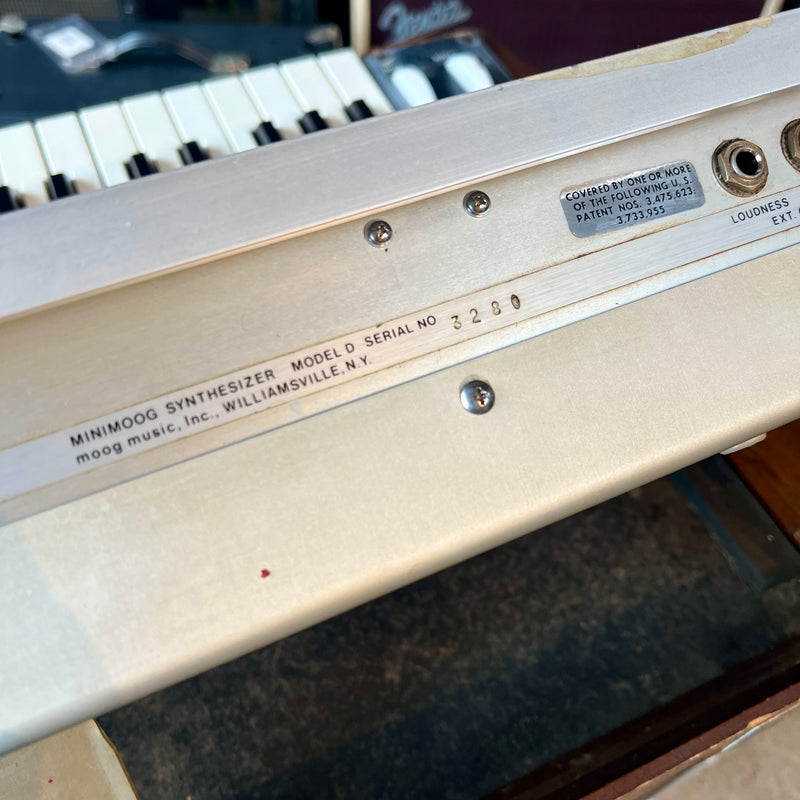 Fender
COVERED BY ONE OR MORE
OF THE FOLLOWING U.S.
PATENT NOS. 3,475,623.
3,733,955
LOUDNESS
EXT.
MINIMOOG SYNTHESIZER MODEL D SERIAL NO 3280
moog music, Inc., WILLIAMSVILLE, N.Y.